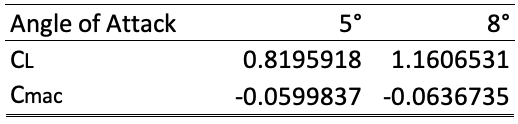 Angle of Attack 5° 8°
CL 0.8195918 1.1606531
Cmac -0.0599837 -0.0636735